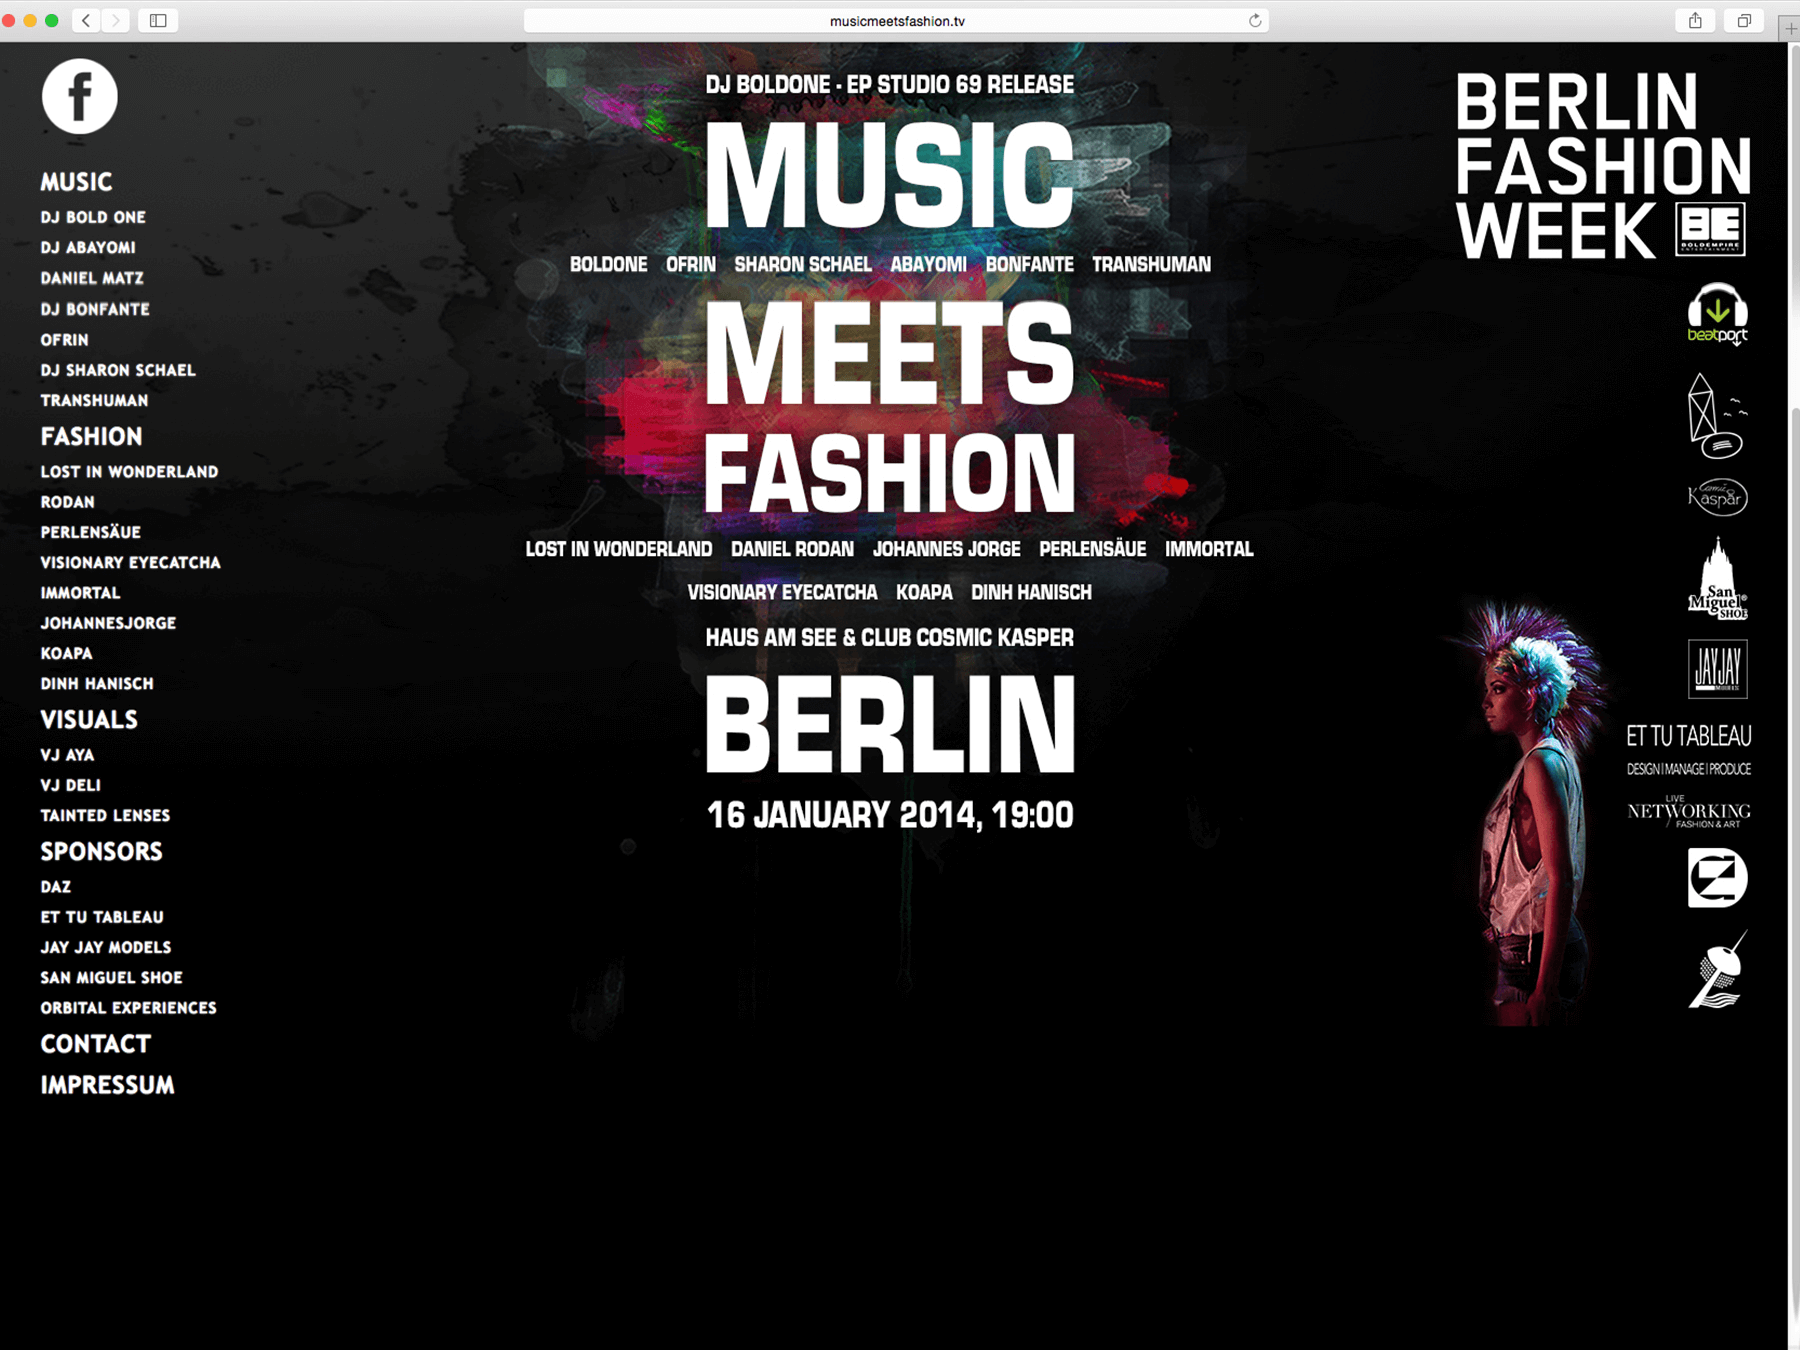 musicmeetsfashion.tv
f
MUSIC
DJ BOLD ONE
DJ ABAYOMI
DANIEL MATZ
DJ BONFANTE
OFRIN
DJ SHARON SCHAEL
TRANSHUMAN
FASHION
LOST IN WONDERLAND
RODAN
PERLENSÄUE
VISIONARY EYECATCHA
IMMORTAL
JOHANNESJORGE
KOAPA
DINH HANISCH
VISUALS
VJ AYA
VJ DELI
TAINTED LENSES
SPONSORS
DAZ
ET TU TABLEAU
JAY JAY MODELS
SAN MIGUEL SHOE
ORBITAL EXPERIENCES
CONTACT
IMPRESSUM
DJ BOLDONE - EP STUDIO 69 RELEASE
MUSIC
BOLDONE OFRIN SHARON SCHAEL ABAYOMI BONFANTE TRANSHUMAN
MEETS
FASHION
LOST IN WONDERLAND DANIEL RODAN JOHANNES JORGE PERLENSÄUE IMMORTAL
VISIONARY EYECATCHA KOAPA DINH HANISCH
HAUS AM SEE & CLUB COSMIC KASPER
BERLIN
16 JANUARY 2014, 19:00
BERLIN
FASHION
WEEK
BE
BOLDEMPIRE
ENTERTAINMENT
beatport
Kaspar
San
Miguel®
SHOE
JAYJAY
MODELS
ET TU TABLEAU
DESIGN | MANAGE | PRODUCE
LIVE
NETWORKING
FASHION & ART